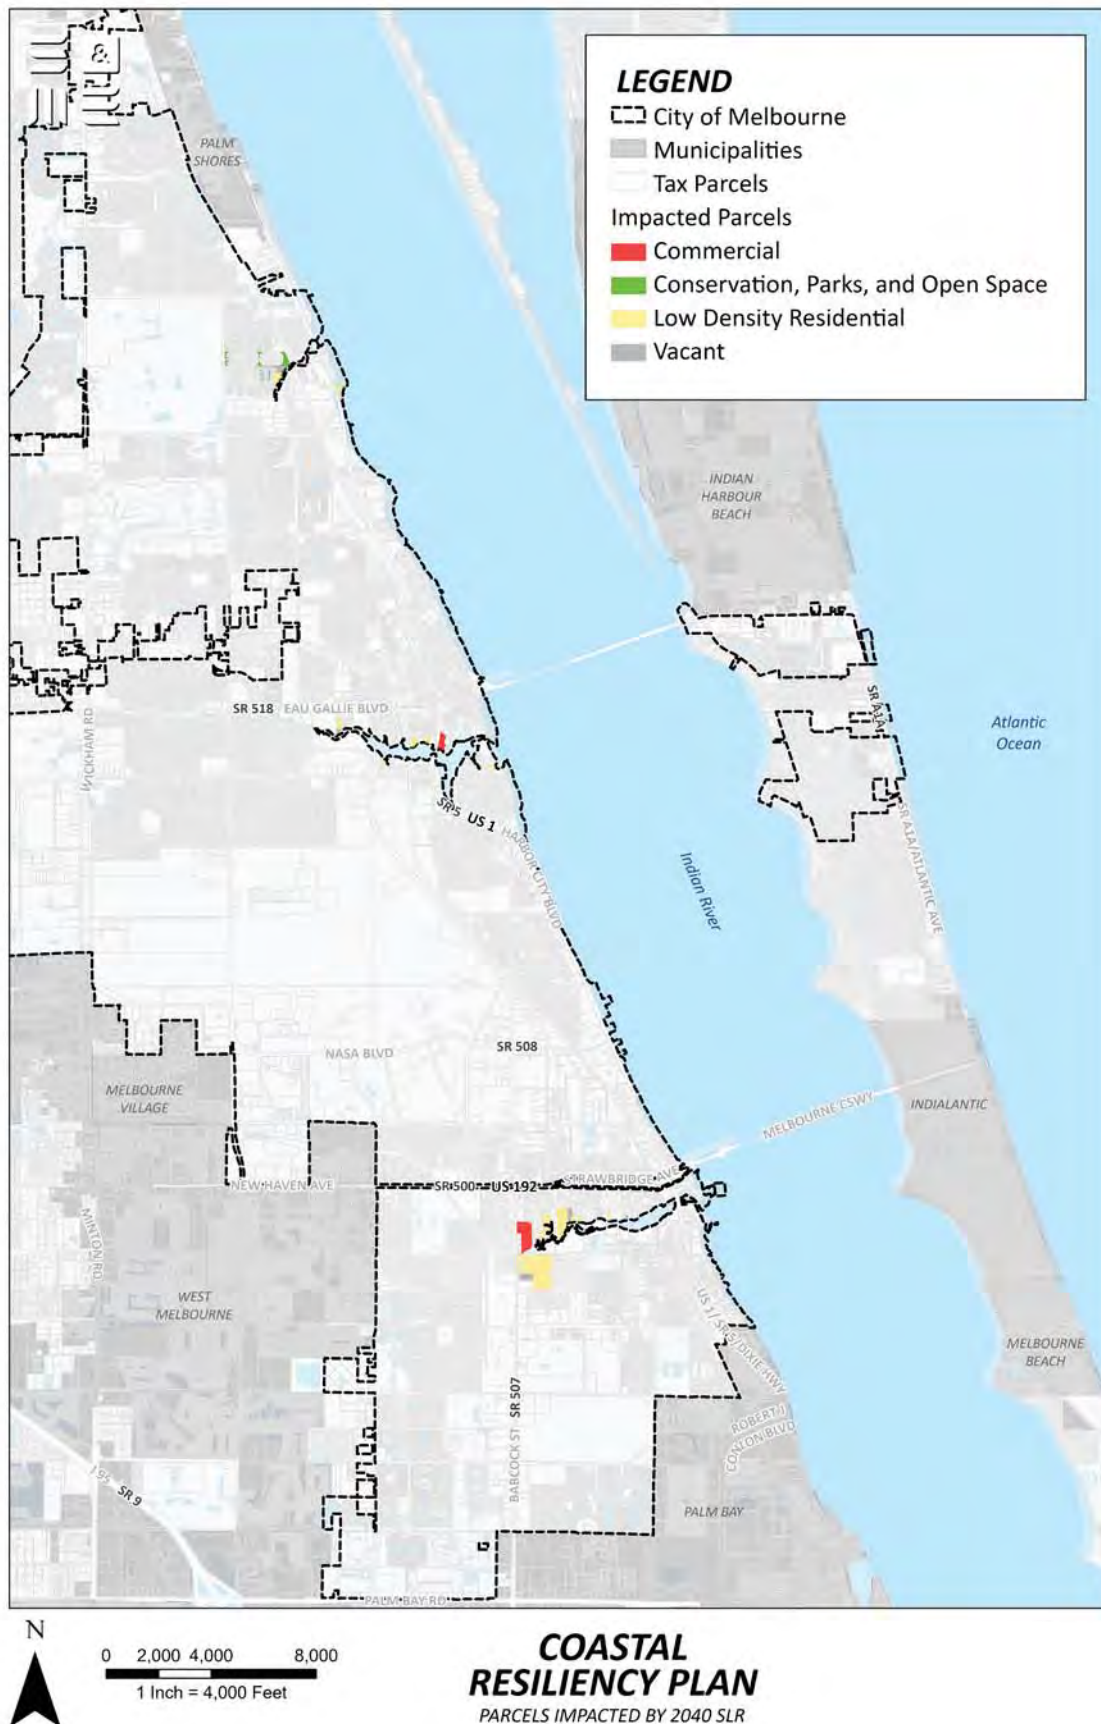 &
LEGEND
City of Melbourne
Municipalities
Tax Parcels
Impacted Parcels
Commercial
Conservation, Parks, and Open Space
Low Density Residential
Vacant
PALM
SHORES
INDIAN
HARBOUR
BEACH
SR 518
EAU GALLIE BLVD
WICKHAM RD
SR A1A
Atlantic
Ocean
SR 5 US 1
HARBOR CITY BLVD
SR A1A/ATLANTIC AVE
Indian River
NASA BLVD
SR 508
MELBOURNE
VILLAGE
MELBOURNE CSWY
INDIALANTIC
NEW HAVEN AVE
SR 500
US 192
STRAWBRIDGE AVE
MINTON RD
WEST
MELBOURNE
US 1/ SR 5/DIXIE HWY
MELBOURNE
BEACH
BABCOCK ST
SR 507
ROBERT J
CONLON BLVD
I 95
SR 9
PALM BAY
PALM BAY RD
N
0 2,000 4,000 8,000
1 Inch = 4,000 Feet
COASTAL
RESILIENCY PLAN
PARCELS IMPACTED BY 2040 SLR